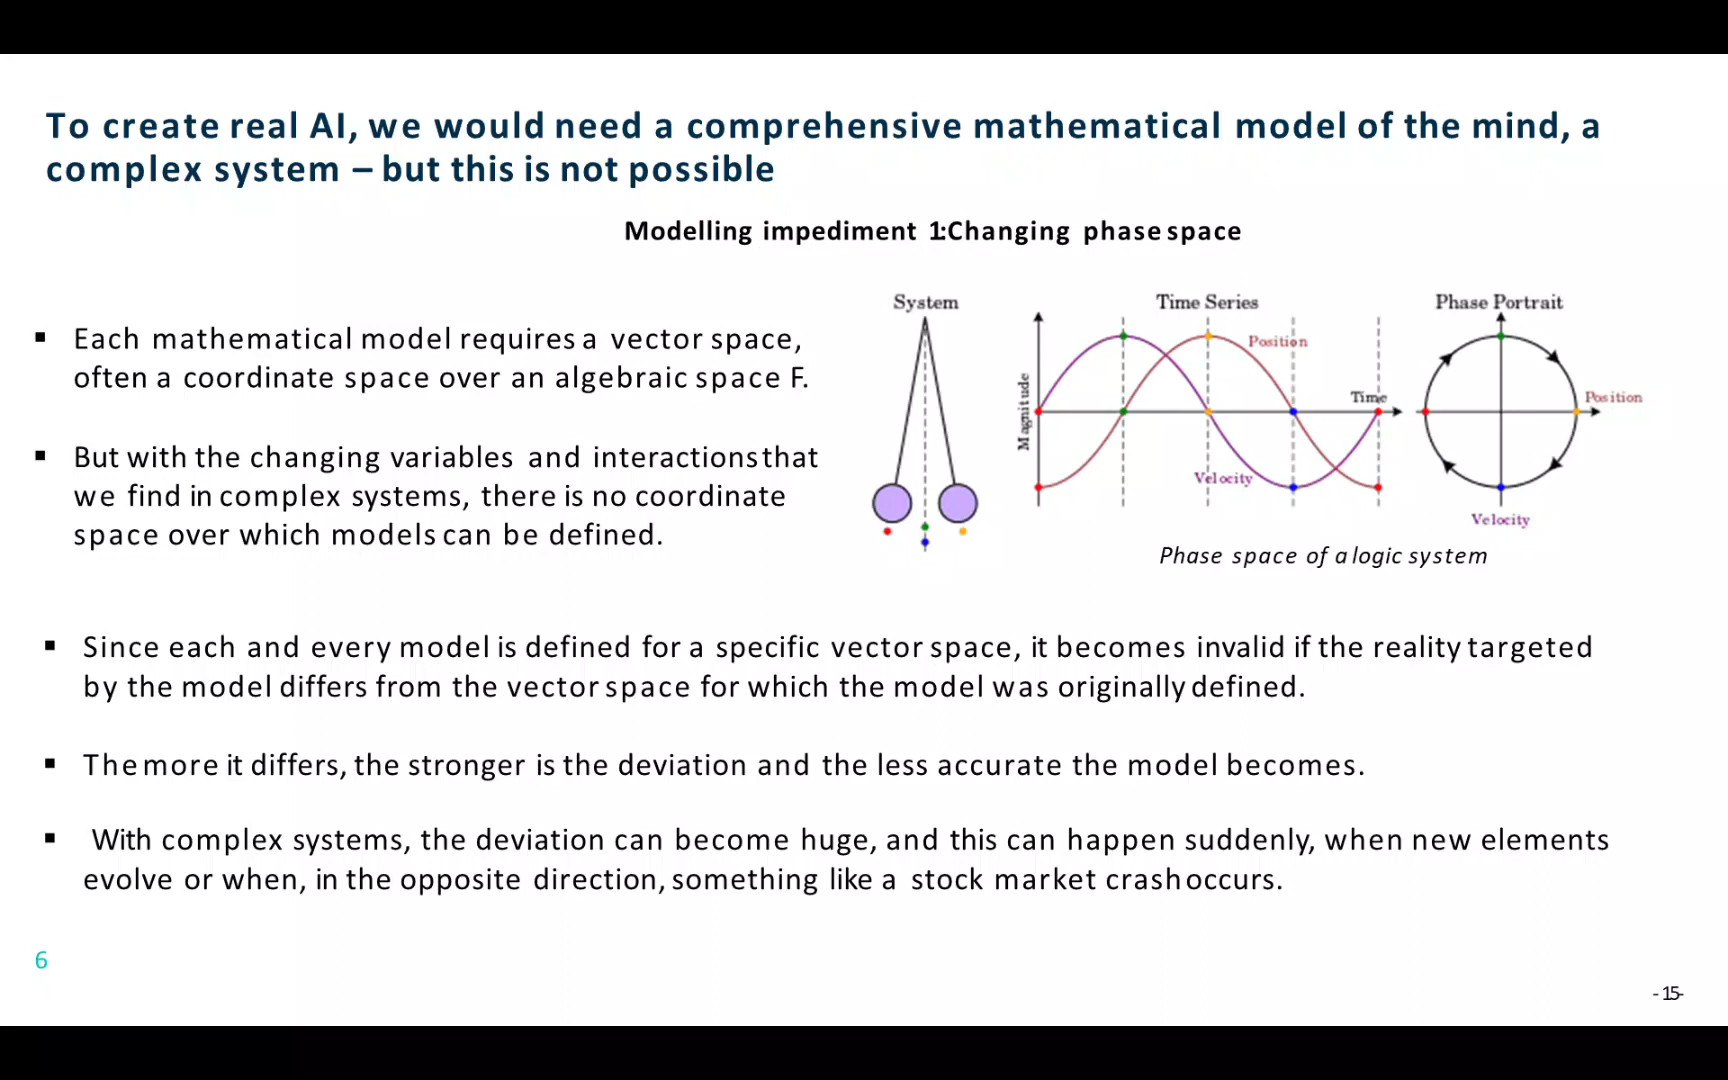 To create real AI, we would need a comprehensive mathematical model of the mind, a
complex system – but this is not possible
Modelling impediment 1:Changing phase space
▪ Each mathematical model requires a vector space,
often a coordinate space over an algebraic space F.
▪ But with the changing variables and interactions that
we find in complex systems, there is no coordinate
space over which models can be defined.
System
Time Series
Phase Portrait
Position
Magnitude
Time
Velocity
Position
Velocity
Phase space of a logic system
▪ Since each and every model is defined for a specific vector space, it becomes invalid if the reality targeted
by the model differs from the vector space for which the model was originally defined.
▪ The more it differs, the stronger is the deviation and the less accurate the model becomes.
▪ With complex systems, the deviation can become huge, and this can happen suddenly, when new elements
evolve or when, in the opposite direction, something like a stock market crash occurs.
6
- 15-